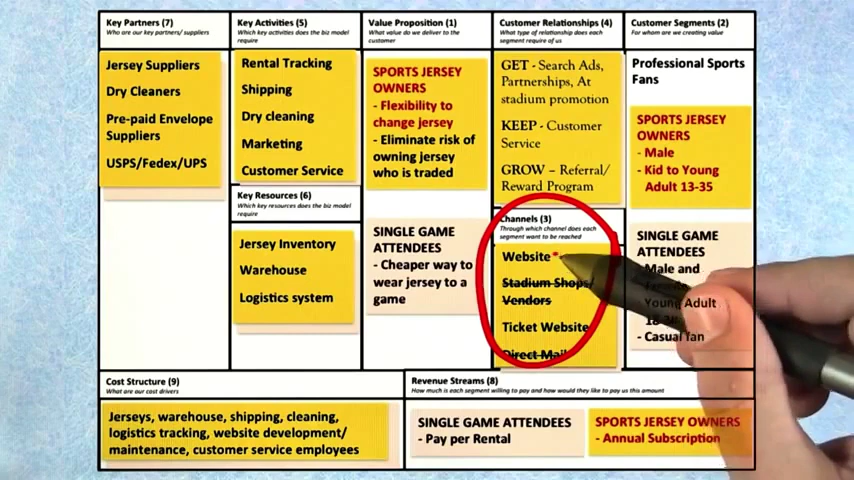 Key Partners (7)
Who are our key partners/ suppliers
Jersey Suppliers
Dry Cleaners
Pre-paid Envelope
Suppliers
USPS/Fedex/UPS
Key Activities (5)
Which key activities does the biz model
require
Rental Tracking
Shipping
Dry cleaning
Marketing
Customer Service
Key Resources (6)
Which key resources does the biz model
require
Jersey Inventory
Warehouse
Logistics system
Value Proposition (1)
What value do we deliver to the
customer
SPORTS JERSEY
OWNERS
- Flexibility to
change jersey
- Eliminate risk of
owning jersey
who is traded
SINGLE GAME
ATTENDEES
- Cheaper way to
wear jersey to a
game
Customer Relationships (4)
What type of relationship does each
segment require of us
GET - Search Ads,
Partnerships, At
stadium promotion
KEEP - Customer
Service
GROW – Referral/
Reward Program
Channels (3)
Through which channel does each
segment want to be reached
Website*
Stadium Shops/
Vendors
Ticket Website
Direct Mail
Customer Segments (2)
For whom are we creating value
Professional Sports
Fans
SPORTS JERSEY
OWNERS
- Male
- Kid to Young
Adult 13-35
SINGLE GAME
ATTENDEES
- Male and
Young Adult
- Casual fan
Cost Structure (9)
What are our cost drivers
Jerseys, warehouse, shipping, cleaning,
logistics tracking, website development/
maintenance, customer service employees
Revenue Streams (8)
How much is each segment willing to pay and how would they like to pay us this amount
SINGLE GAME ATTENDEES
- Pay per Rental
SPORTS JERSEY OWNERS
- Annual Subscription